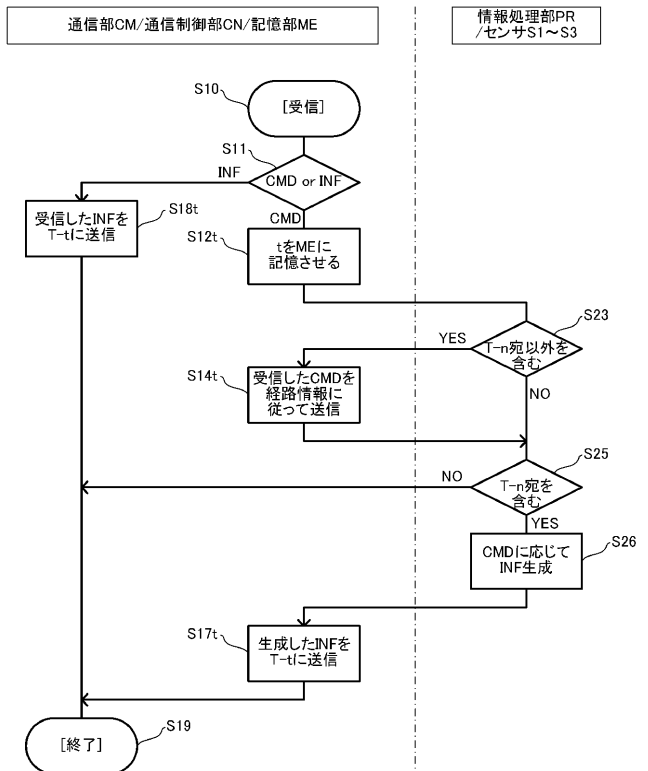 通信部CM/通信制御部CN/記憶部ME
情報処理部PR
/センサS1～S3
S10
[受信]
S11
INF
CMD or INF
CMD
S18t
受信したINFを
T-tに送信
S12t
tをMEに
記憶させる
S23
YES
T-n宛以外を
含む
NO
S14t
受信したCMDを
経路情報に
従って送信
S25
NO
T-n宛を
含む
YES
S26
CMDに応じて
INF生成
S17t
生成したINFを
T-tに送信
S19
[終了]